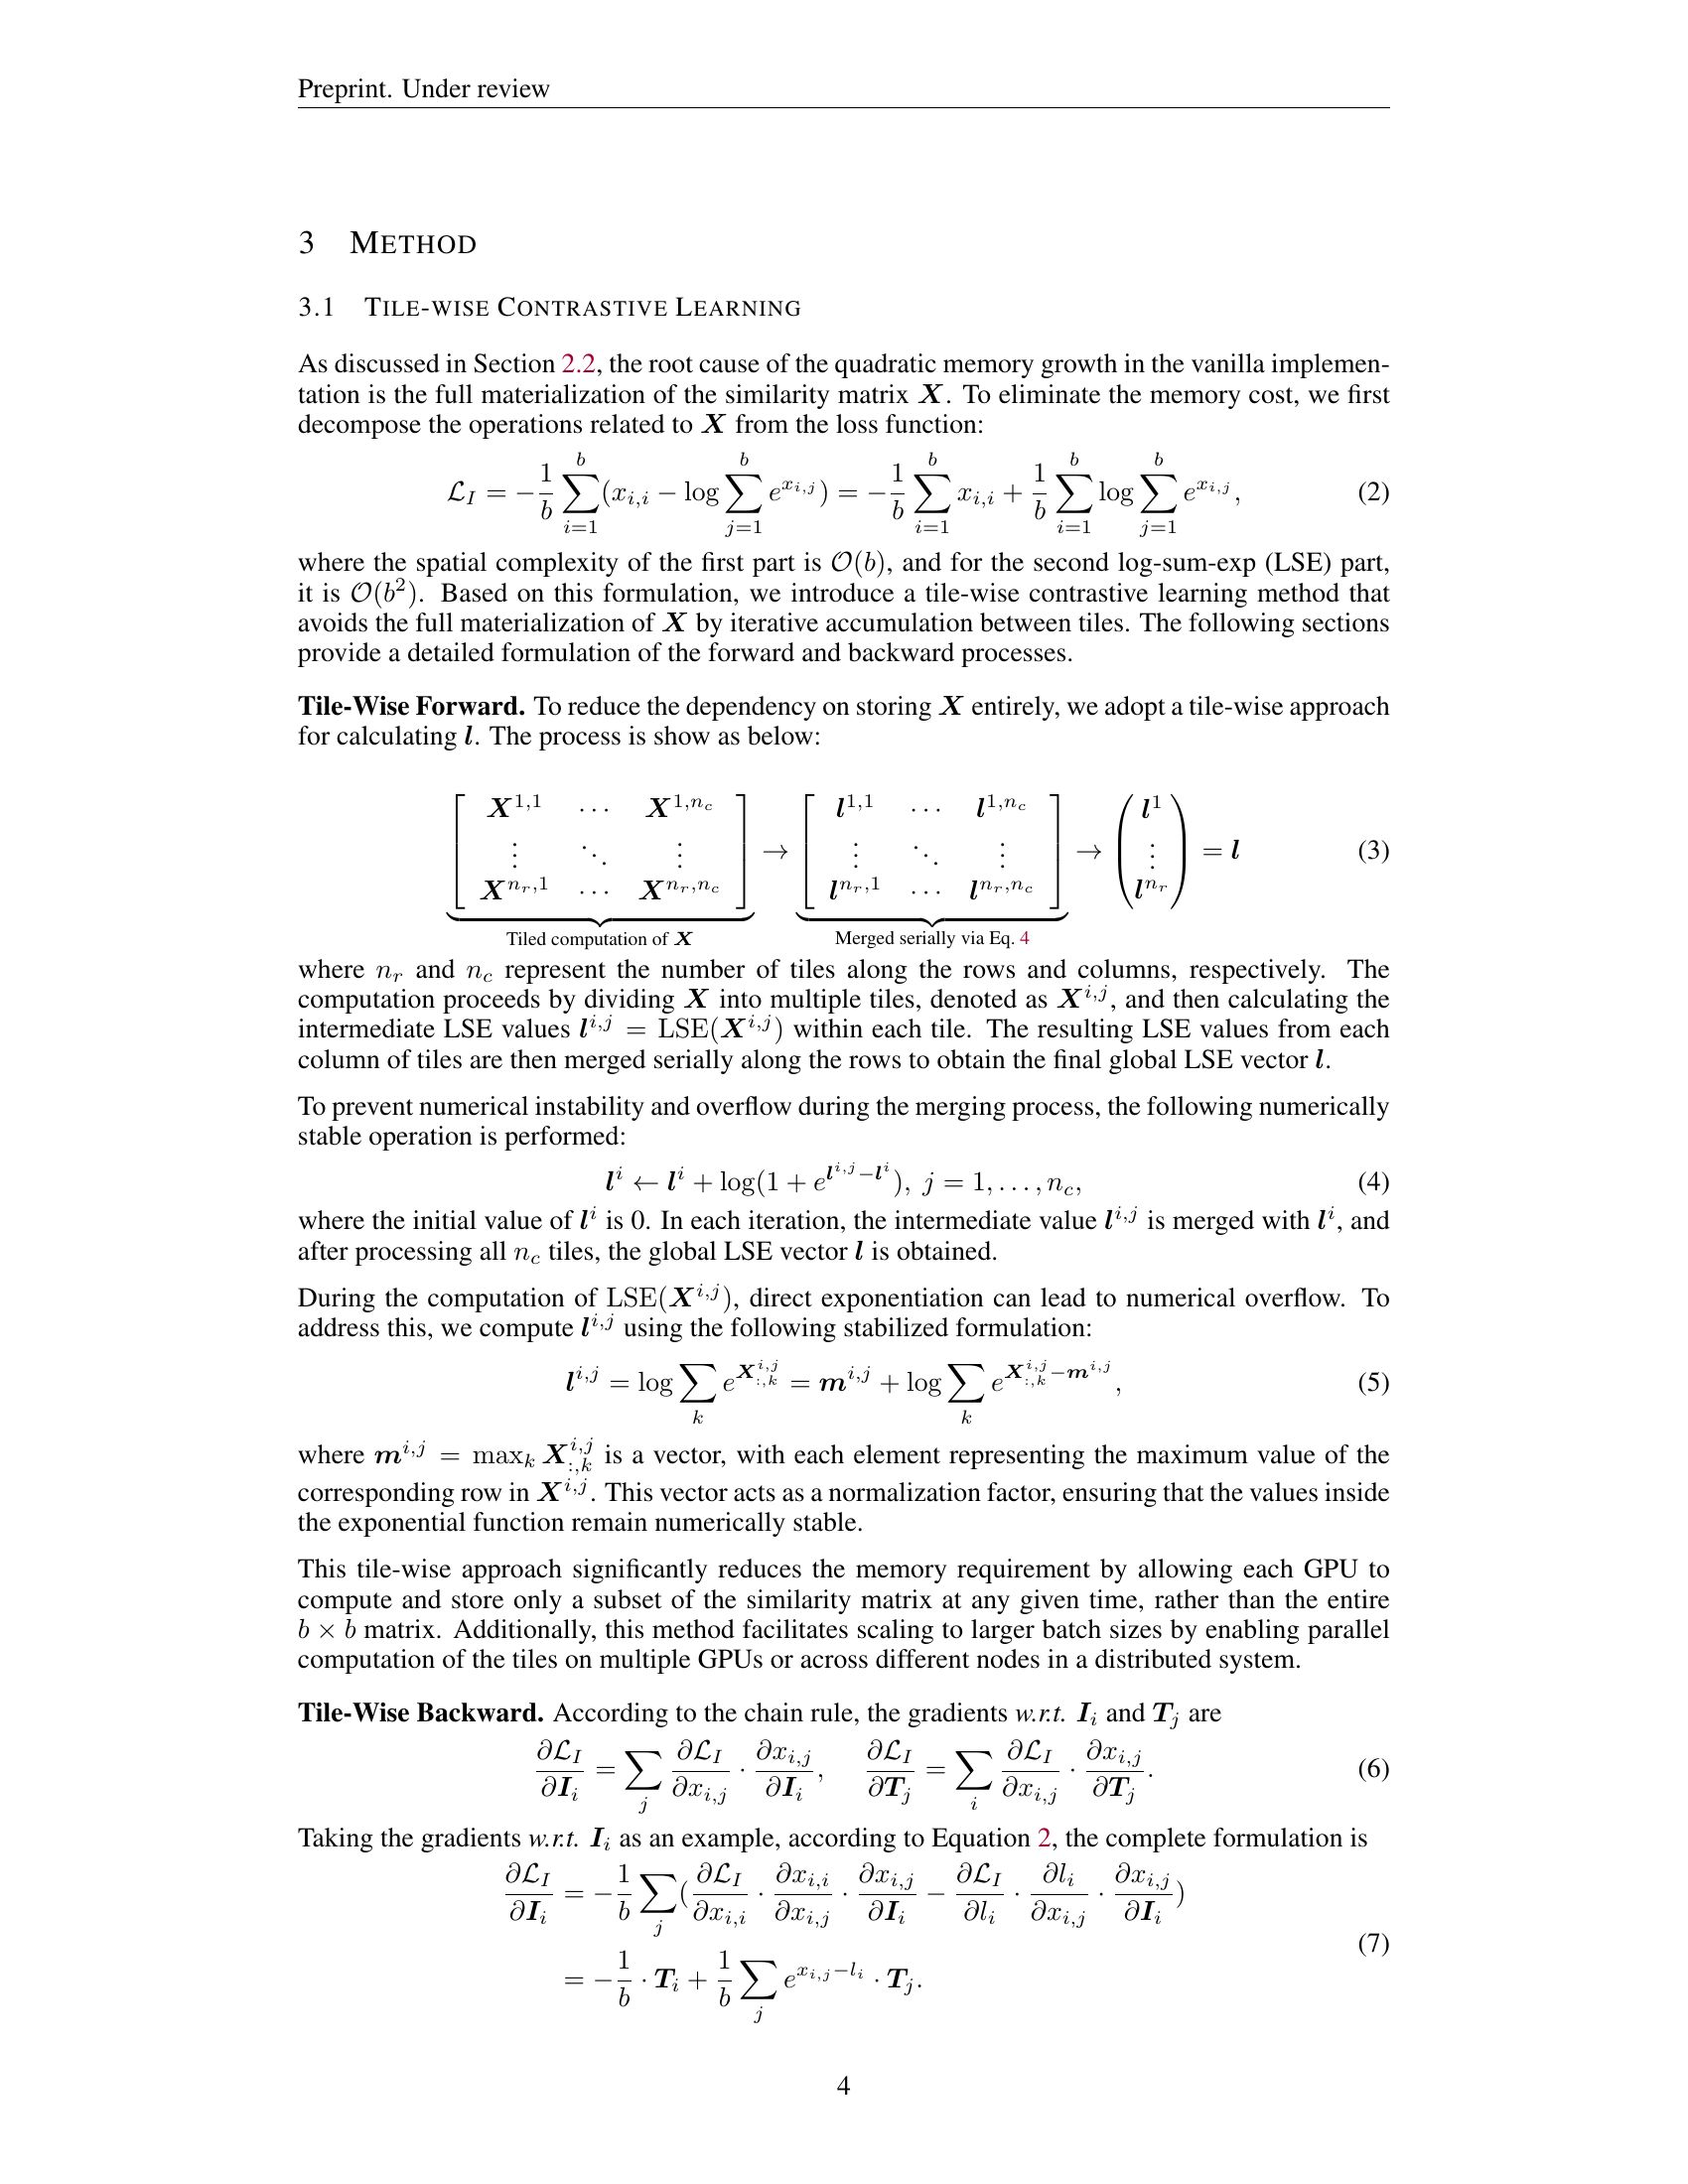 Preprint. Under review
3 METHOD
3.1 TILE-WISE CONTRASTIVE LEARNING
As discussed in Section 2.2, the root cause of the quadratic memory growth in the vanilla implemen-
tation is the full materialization of the similarity matrix $\boldsymbol{X}$. To eliminate the memory cost, we first
decompose the operations related to $\boldsymbol{X}$ from the loss function:
$\mathcal{L}_I = -\frac{1}{b}\sum_{i=1}^{b}(x_{i,i} - \log\sum_{j=1}^{b} e^{x_{i,j}}) = -\frac{1}{b}\sum_{i=1}^{b} x_{i,i} + \frac{1}{b}\sum_{i=1}^{b}\log\sum_{j=1}^{b} e^{x_{i,j}},$ (2)
where the spatial complexity of the first part is $\mathcal{O}(b)$, and for the second log-sum-exp (LSE) part,
it is $\mathcal{O}(b^2)$. Based on this formulation, we introduce a tile-wise contrastive learning method that
avoids the full materialization of $\boldsymbol{X}$ by iterative accumulation between tiles. The following sections
provide a detailed formulation of the forward and backward processes.
Tile-Wise Forward. To reduce the dependency on storing $\boldsymbol{X}$ entirely, we adopt a tile-wise approach
for calculating $\boldsymbol{l}$. The process is show as below:
$\underbrace{\begin{bmatrix} \boldsymbol{X}^{1,1} & \cdots & \boldsymbol{X}^{1,n_c} \\ \vdots & \ddots & \vdots \\ \boldsymbol{X}^{n_r,1} & \cdots & \boldsymbol{X}^{n_r,n_c} \end{bmatrix}}_{\text{Tiled computation of } \boldsymbol{X}} \rightarrow \underbrace{\begin{bmatrix} \boldsymbol{l}^{1,1} & \cdots & \boldsymbol{l}^{1,n_c} \\ \vdots & \ddots & \vdots \\ \boldsymbol{l}^{n_r,1} & \cdots & \boldsymbol{l}^{n_r,n_c} \end{bmatrix}}_{\text{Merged serially via Eq. 4}} \rightarrow \begin{pmatrix} \boldsymbol{l}^1 \\ \vdots \\ \boldsymbol{l}^{n_r} \end{pmatrix} = \boldsymbol{l}$ (3)
where $n_r$ and $n_c$ represent the number of tiles along the rows and columns, respectively. The
computation proceeds by dividing $\boldsymbol{X}$ into multiple tiles, denoted as $\boldsymbol{X}^{i,j}$, and then calculating the
intermediate LSE values $\boldsymbol{l}^{i,j} = \mathrm{LSE}(\boldsymbol{X}^{i,j})$ within each tile. The resulting LSE values from each
column of tiles are then merged serially along the rows to obtain the final global LSE vector $\boldsymbol{l}$.
To prevent numerical instability and overflow during the merging process, the following numerically
stable operation is performed:
$\boldsymbol{l}^i \leftarrow \boldsymbol{l}^i + \log(1 + e^{\boldsymbol{l}^{i,j} - \boldsymbol{l}^i}),\ j = 1, \ldots, n_c,$ (4)
where the initial value of $\boldsymbol{l}^i$ is 0. In each iteration, the intermediate value $\boldsymbol{l}^{i,j}$ is merged with $\boldsymbol{l}^i$, and
after processing all $n_c$ tiles, the global LSE vector $\boldsymbol{l}$ is obtained.
During the computation of $\mathrm{LSE}(\boldsymbol{X}^{i,j})$, direct exponentiation can lead to numerical overflow. To
address this, we compute $\boldsymbol{l}^{i,j}$ using the following stabilized formulation:
$\boldsymbol{l}^{i,j} = \log\sum_{k} e^{\boldsymbol{X}^{i,j}_{:,k}} = \boldsymbol{m}^{i,j} + \log\sum_{k} e^{\boldsymbol{X}^{i,j}_{:,k} - \boldsymbol{m}^{i,j}},$ (5)
where $\boldsymbol{m}^{i,j} = \max_k \boldsymbol{X}^{i,j}_{:,k}$ is a vector, with each element representing the maximum value of the
corresponding row in $\boldsymbol{X}^{i,j}$. This vector acts as a normalization factor, ensuring that the values inside
the exponential function remain numerically stable.
This tile-wise approach significantly reduces the memory requirement by allowing each GPU to
compute and store only a subset of the similarity matrix at any given time, rather than the entire
$b \times b$ matrix. Additionally, this method facilitates scaling to larger batch sizes by enabling parallel
computation of the tiles on multiple GPUs or across different nodes in a distributed system.
Tile-Wise Backward. According to the chain rule, the gradients w.r.t. $\boldsymbol{I}_i$ and $\boldsymbol{T}_j$ are
$\frac{\partial \mathcal{L}_I}{\partial \boldsymbol{I}_i} = \sum_j \frac{\partial \mathcal{L}_I}{\partial x_{i,j}} \cdot \frac{\partial x_{i,j}}{\partial \boldsymbol{I}_i}, \quad \frac{\partial \mathcal{L}_I}{\partial \boldsymbol{T}_j} = \sum_i \frac{\partial \mathcal{L}_I}{\partial x_{i,j}} \cdot \frac{\partial x_{i,j}}{\partial \boldsymbol{T}_j}.$ (6)
Taking the gradients w.r.t. $\boldsymbol{I}_i$ as an example, according to Equation 2, the complete formulation is
$\frac{\partial \mathcal{L}_I}{\partial \boldsymbol{I}_i} = -\frac{1}{b}\sum_j (\frac{\partial \mathcal{L}_I}{\partial x_{i,i}} \cdot \frac{\partial x_{i,i}}{\partial x_{i,j}} \cdot \frac{\partial x_{i,j}}{\partial \boldsymbol{I}_i} - \frac{\partial \mathcal{L}_I}{\partial l_i} \cdot \frac{\partial l_i}{\partial x_{i,j}} \cdot \frac{\partial x_{i,j}}{\partial \boldsymbol{I}_i})$
$= -\frac{1}{b} \cdot \boldsymbol{T}_i + \frac{1}{b}\sum_j e^{x_{i,j} - l_i} \cdot \boldsymbol{T}_j.$ (7)
4